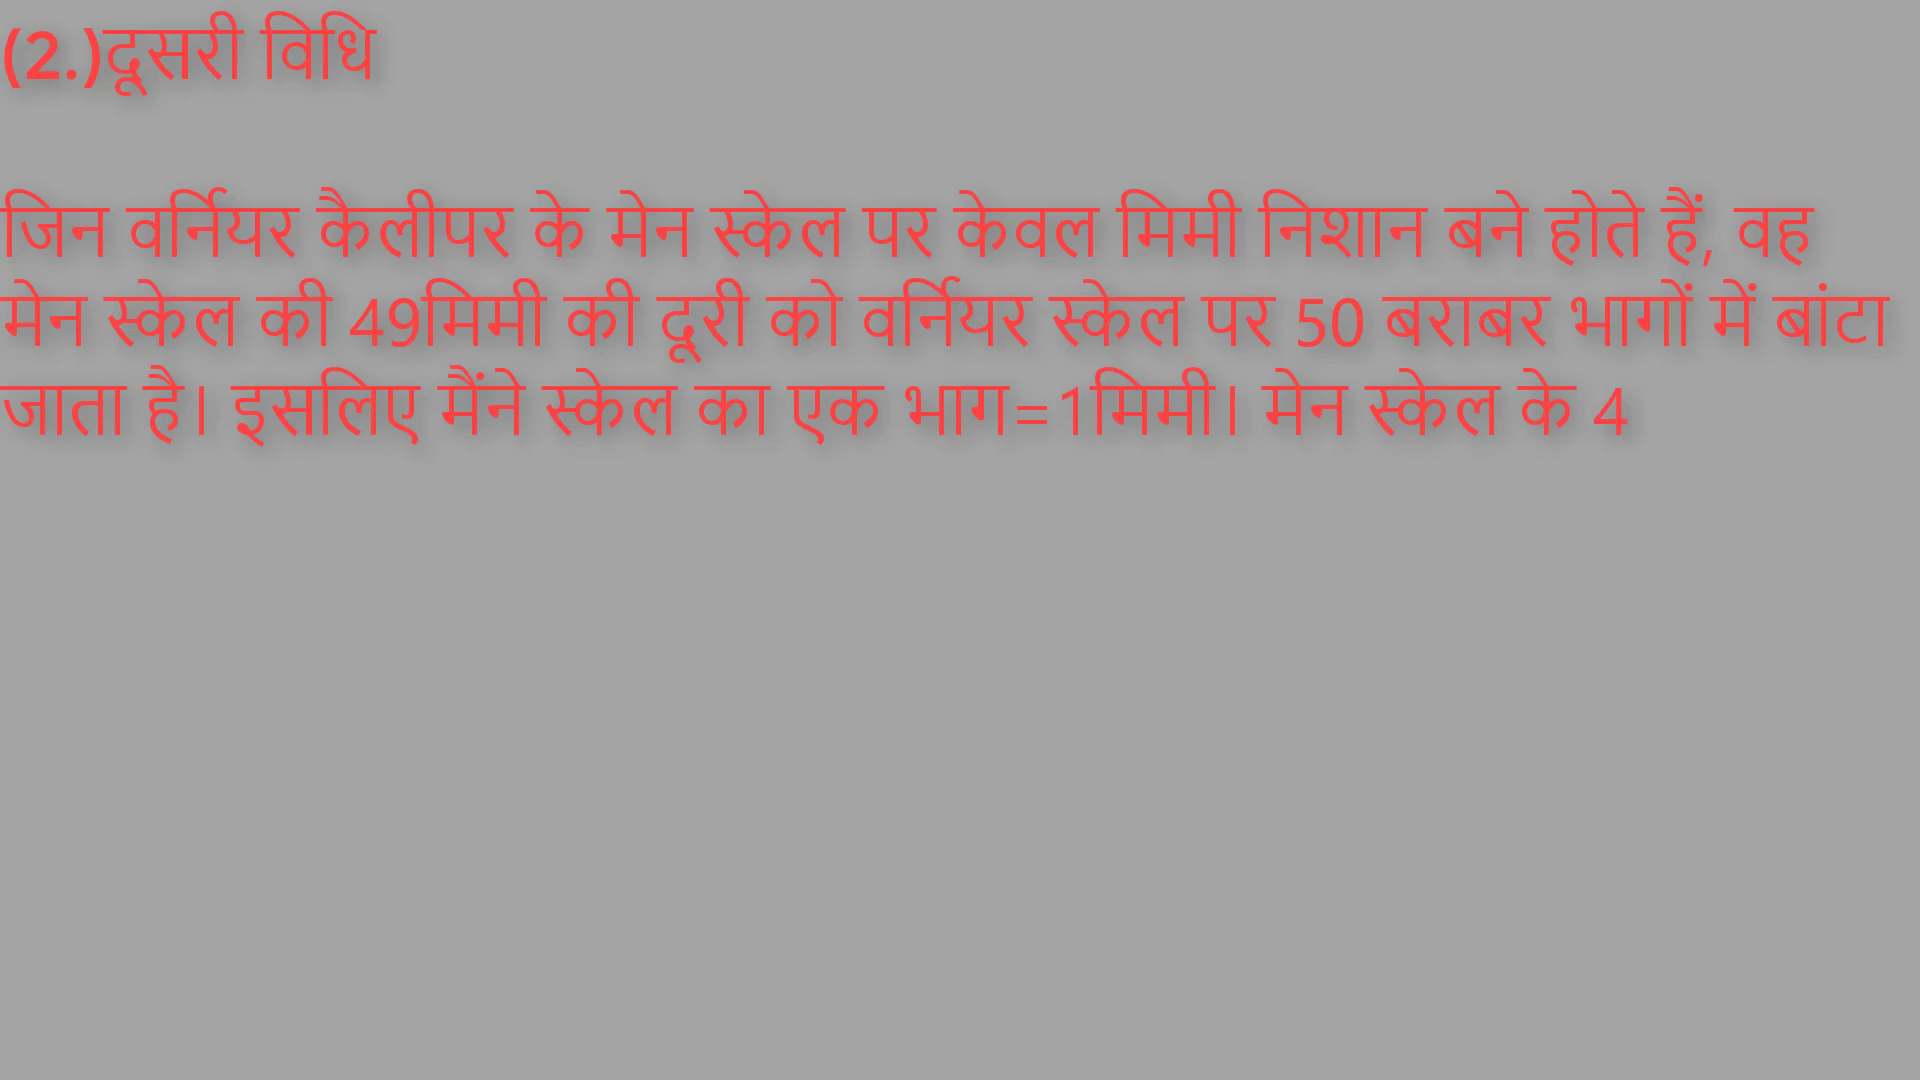 (2.)दूसरी विधि
जिन वर्नियर कैलीपर के मेन स्केल पर केवल मिमी निशान बने होते हैं, वह
मेन स्केल की 49मिमी की दूरी को वर्नियर स्केल पर 50 बराबर भागों में बांटा
जाता है। इसलिए मैंने स्केल का एक भाग=1मिमी। मेन स्केल के 4